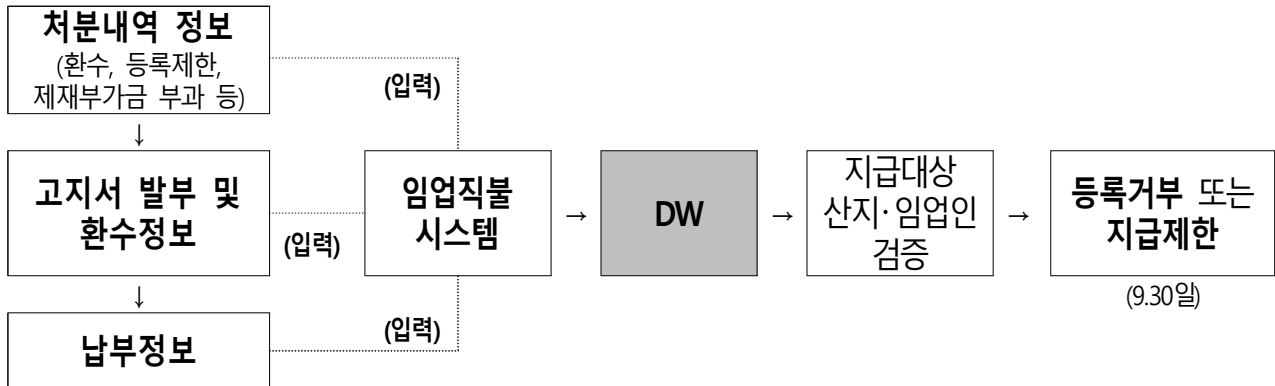 처분내역 정보
(환수, 등록제한,
제재부가금 부과 등)
(입력)
↓
고지서 발부 및
환수정보
(입력)
임업직불
시스템
→
DW
→
지급대상
산지·임업인
검증
→
등록거부 또는
지급제한
(9.30일)
↓
(입력)
납부정보